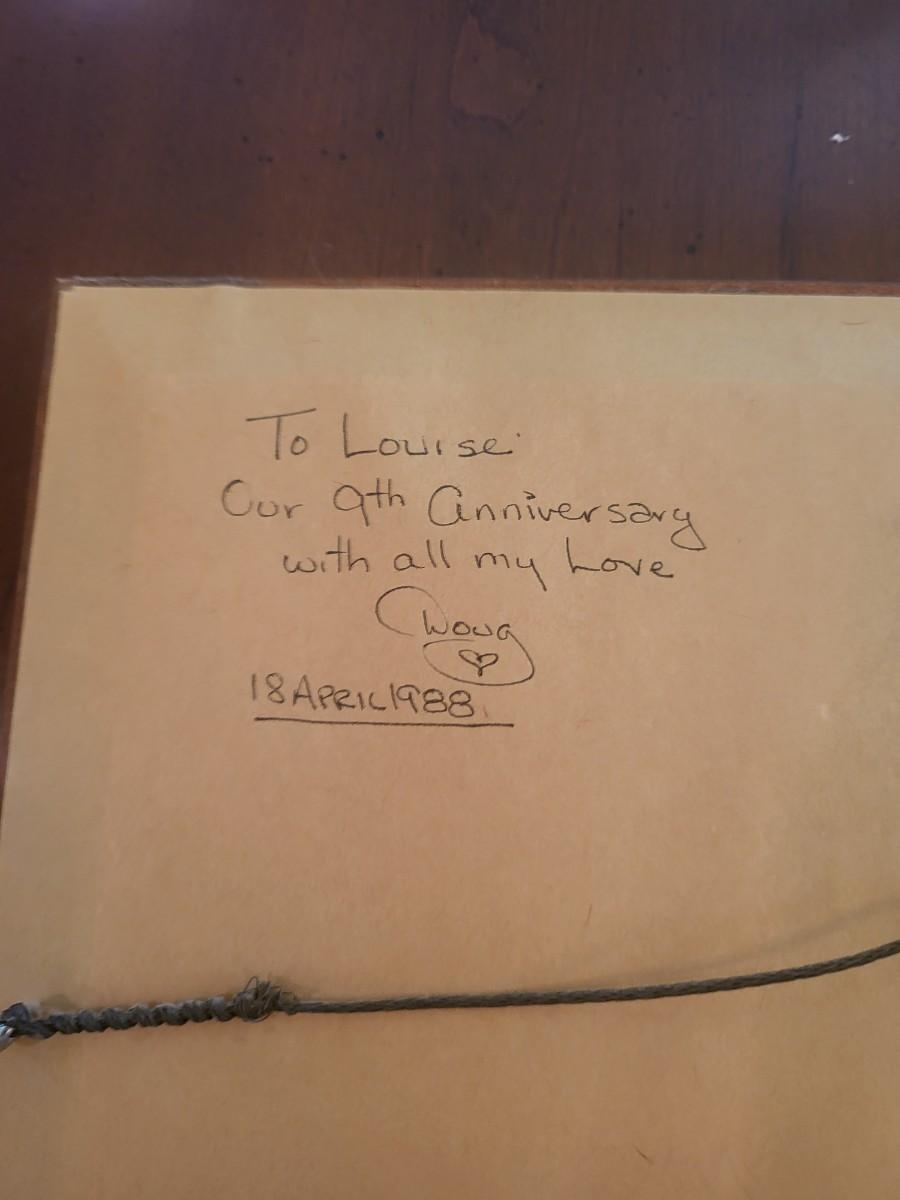 To Louise:
Our 9th Anniversary
with all my Love
Doug
18 APRIL 1988.